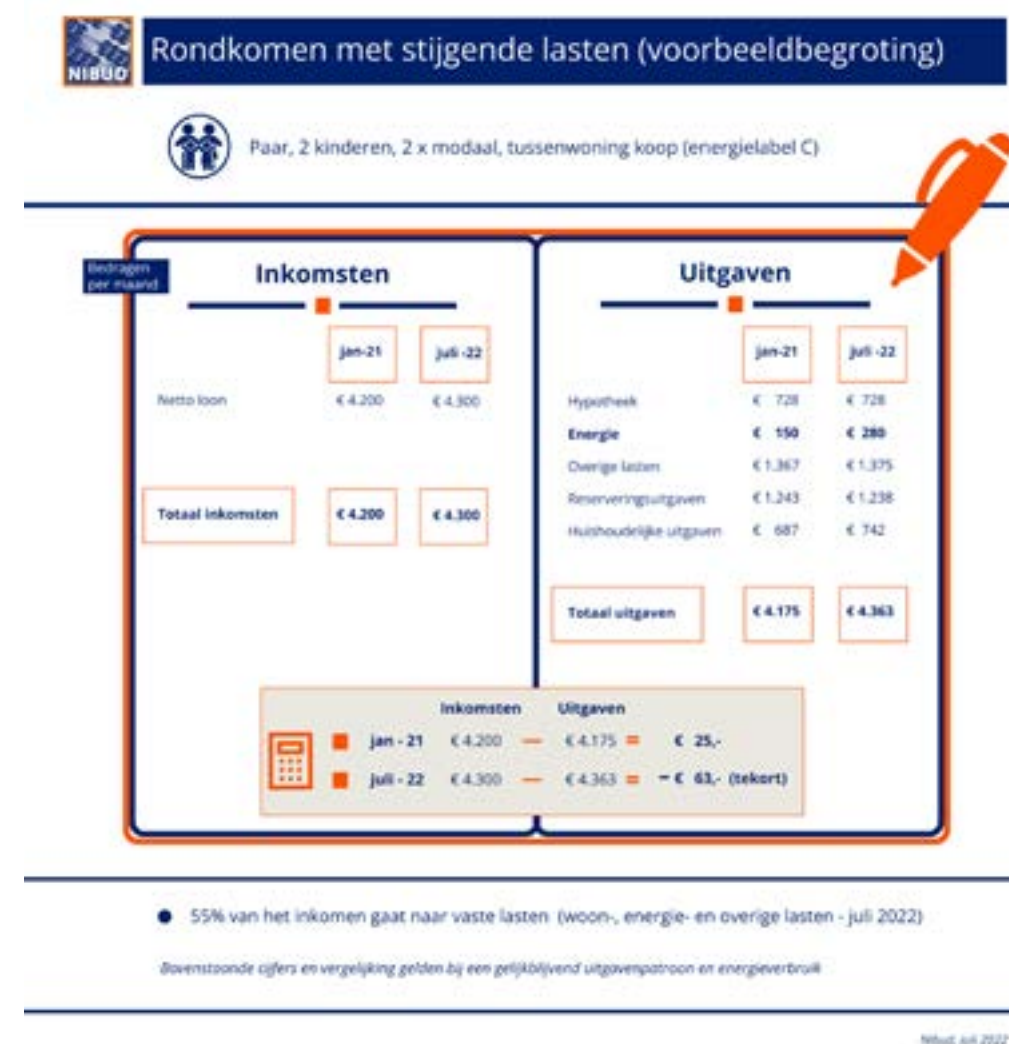 NIBUD
Rondkomen met stijgende lasten (voorbeeldbegroting)
Paar, 2 kinderen, 2 x modaal, tussenwoning koop (energielabel C)
Bedragen
per maand
Inkomsten
jan-21 juli -22
Netto loon € 4.200 € 4.300
Totaal inkomsten € 4.200 € 4.300
Uitgaven
jan-21 juli -22
Hypotheek € 728 € 728
Energie € 150 € 280
Overige lasten € 1.367 € 1.375
Reserveringsuitgaven € 1.243 € 1.238
Huishoudelijke uitgaven € 687 € 742
Totaal uitgaven € 4.175 € 4.363
Inkomsten Uitgaven
jan - 21 € 4.200 — € 4.175 = € 25,-
juli - 22 € 4.300 — € 4.363 = – € 63,- (tekort)
55% van het inkomen gaat naar vaste lasten (woon-, energie- en overige lasten - juli 2022)
Bovenstaande cijfers en vergelijking gelden bij een gelijkblijvend uitgavenpatroon en energieverbruik
Nibud, juli 2022